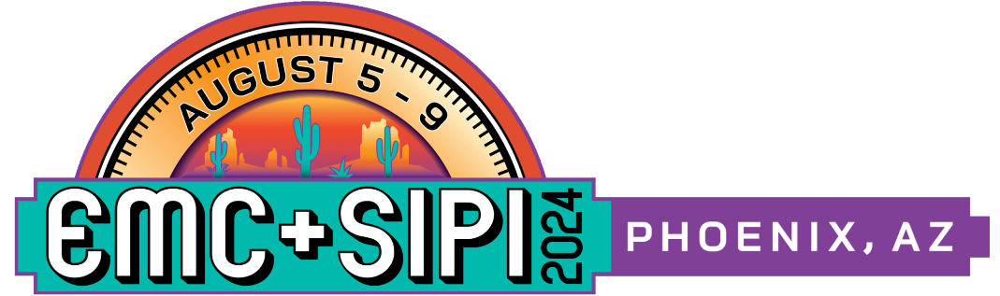 AUGUST 5 - 9
EMC+SIPI
2024
PHOENIX, AZ